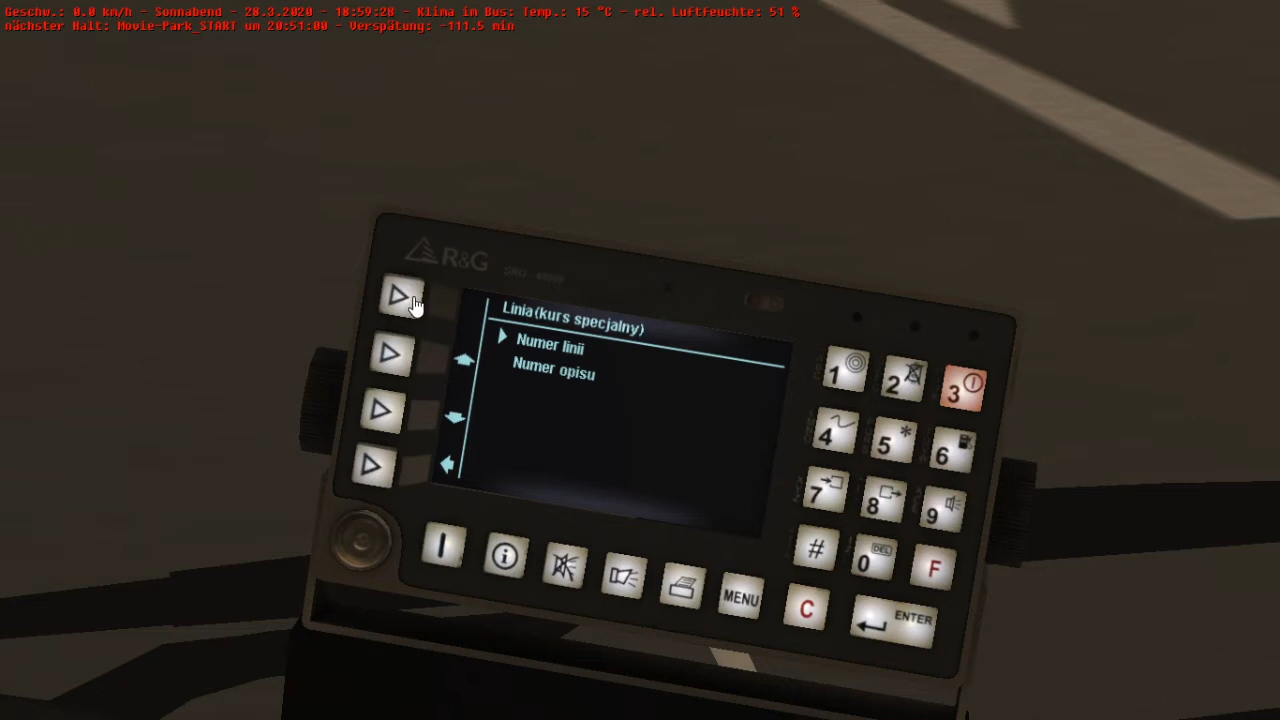 Geschw.: 0.0 km/h - Sonnabend - 28.3.2020 - 18:59:28 - Klima im Bus: Temp.: 15 °C - rel. Luftfeuchte: 51 %
nächster Halt: Movie-Park_START um 20:51:00 - Verspätung: -111.5 min
R&G
Linia(kurs specjalny)
Numer linii
Numer opisu
1 2 3
4 5 * 6
7 8 9
# 0 DEL F
MENU C ENTER